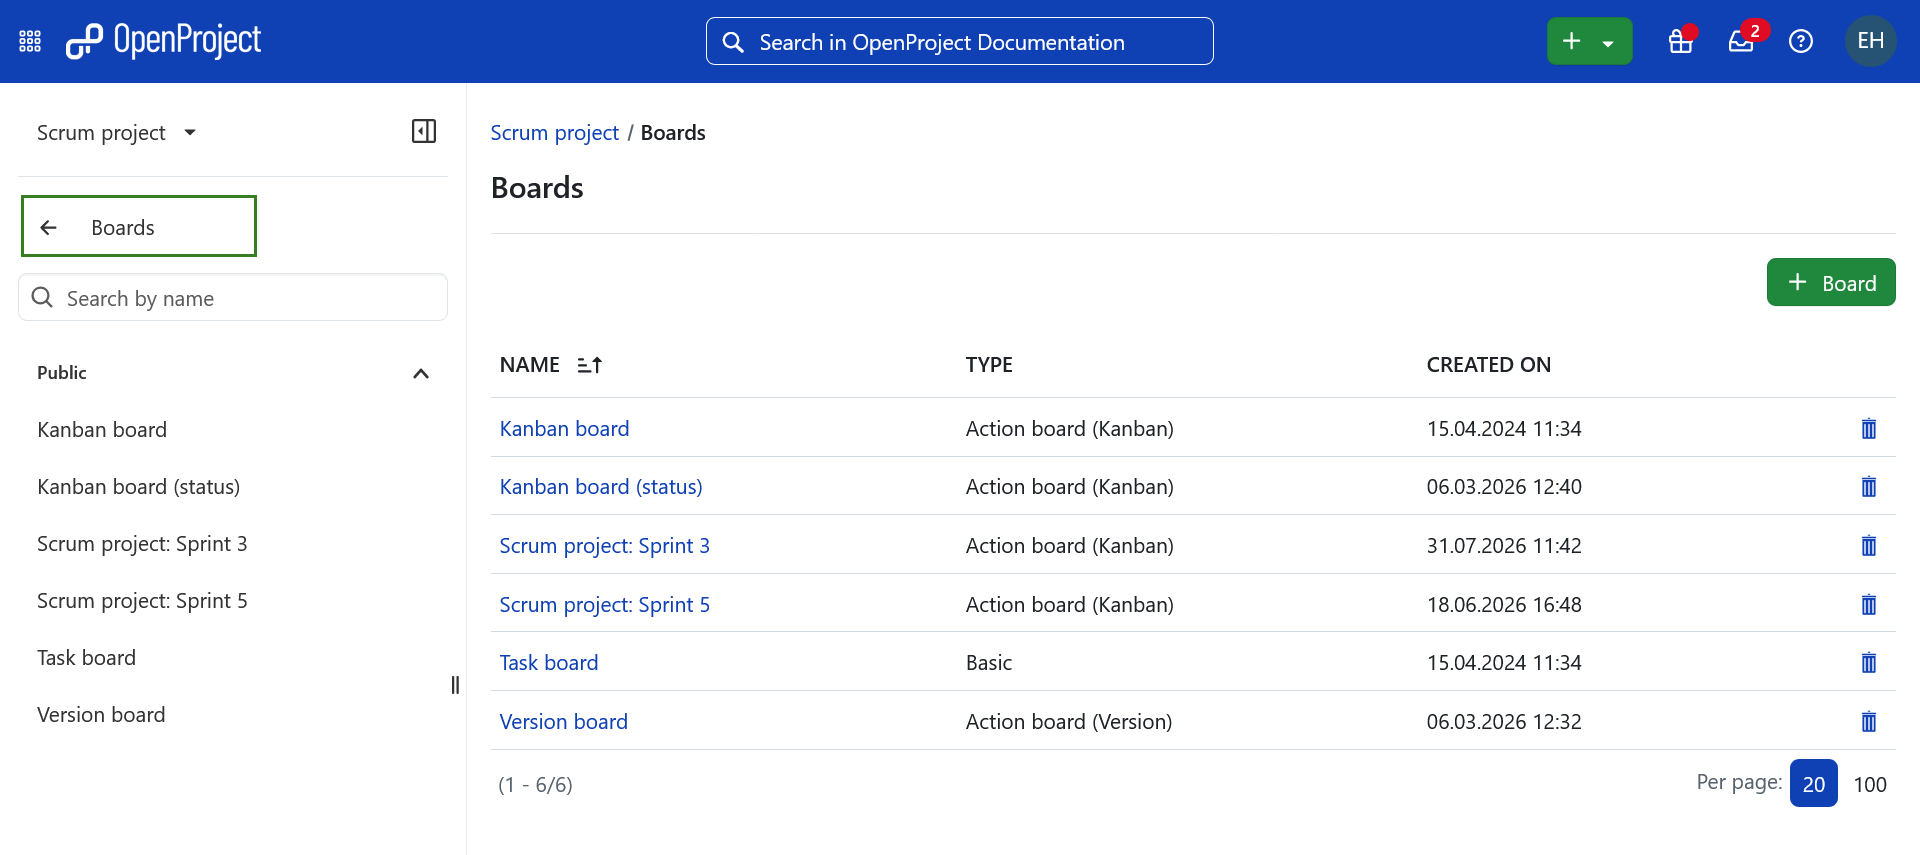 OpenProject
Search in OpenProject Documentation
2
EH
Scrum project
Boards
Search by name
Public
Kanban board
Kanban board (status)
Scrum project: Sprint 3
Scrum project: Sprint 5
Task board
Version board
Scrum project / Boards
Boards
+ Board
NAME TYPE CREATED ON
Kanban board Action board (Kanban) 15.04.2024 11:34
Kanban board (status) Action board (Kanban) 06.03.2026 12:40
Scrum project: Sprint 3 Action board (Kanban) 31.07.2026 11:42
Scrum project: Sprint 5 Action board (Kanban) 18.06.2026 16:48
Task board Basic 15.04.2024 11:34
Version board Action board (Version) 06.03.2026 12:32
(1 - 6/6) Per page: 20 100